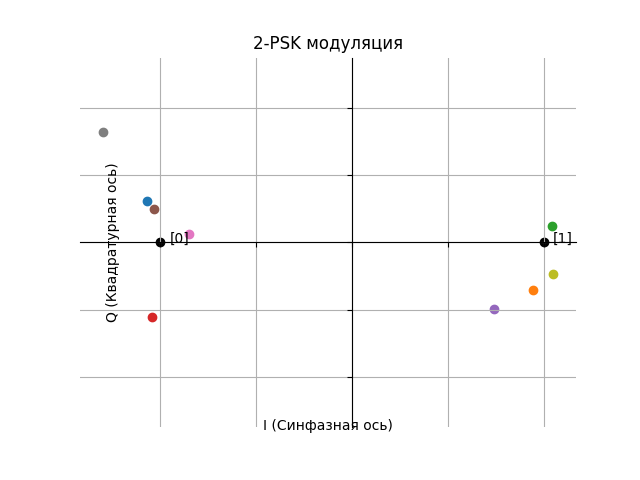 2-PSK модуляция
Q (Квадратурная ось)
[0]
[1]
I (Синфазная ось)